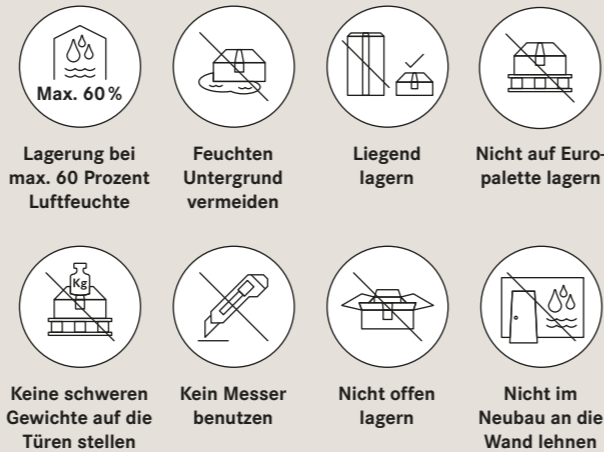 Max. 60 %
Lagerung bei
max. 60 Prozent
Luftfeuchte
Feuchten
Untergrund
vermeiden
Liegend
lagern
Nicht auf Euro-
palette lagern
Kg
Keine schweren
Gewichte auf die
Türen stellen
Kein Messer
benutzen
Nicht offen
lagern
Nicht im
Neubau an die
Wand lehnen